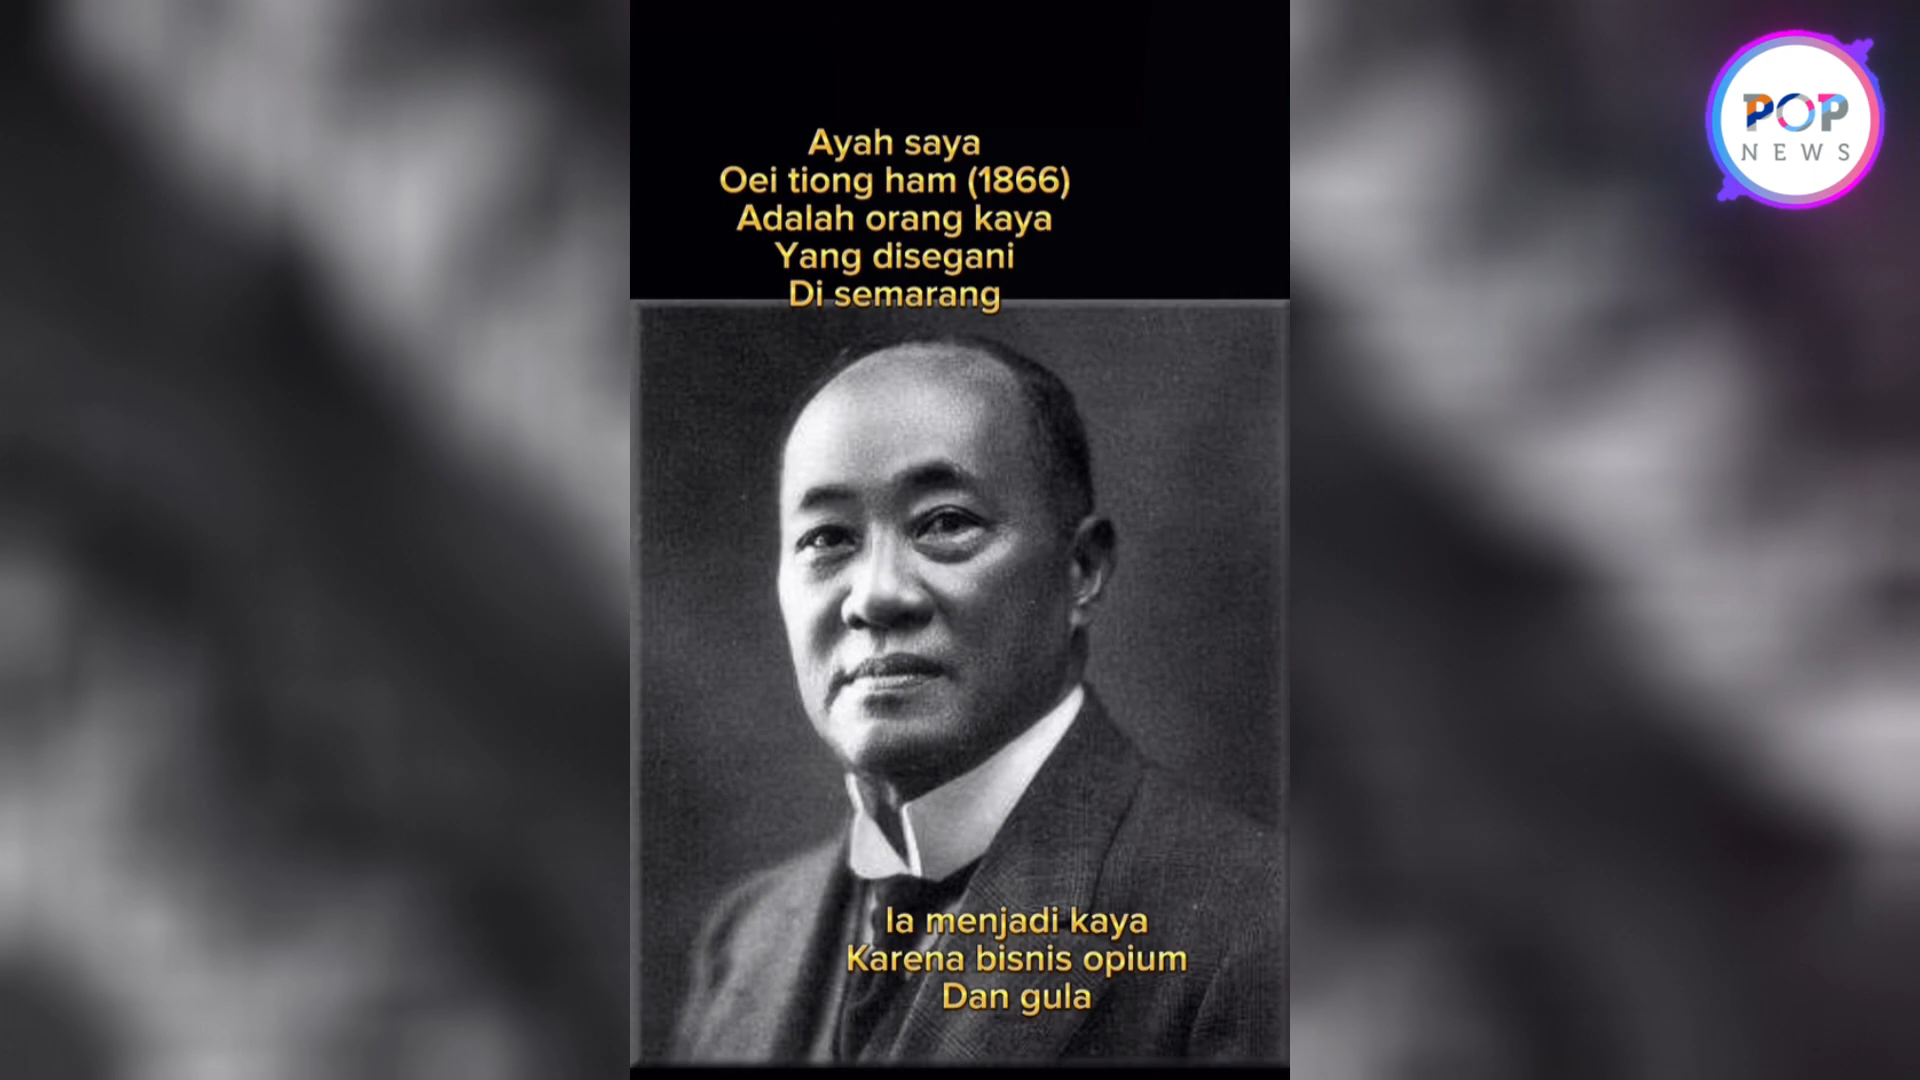 Ayah saya
Oei tiong ham (1866)
Adalah orang kaya
Yang disegani
Di semarang
Ia menjadi kaya
Karena bisnis opium
Dan gula
POP
NEWS